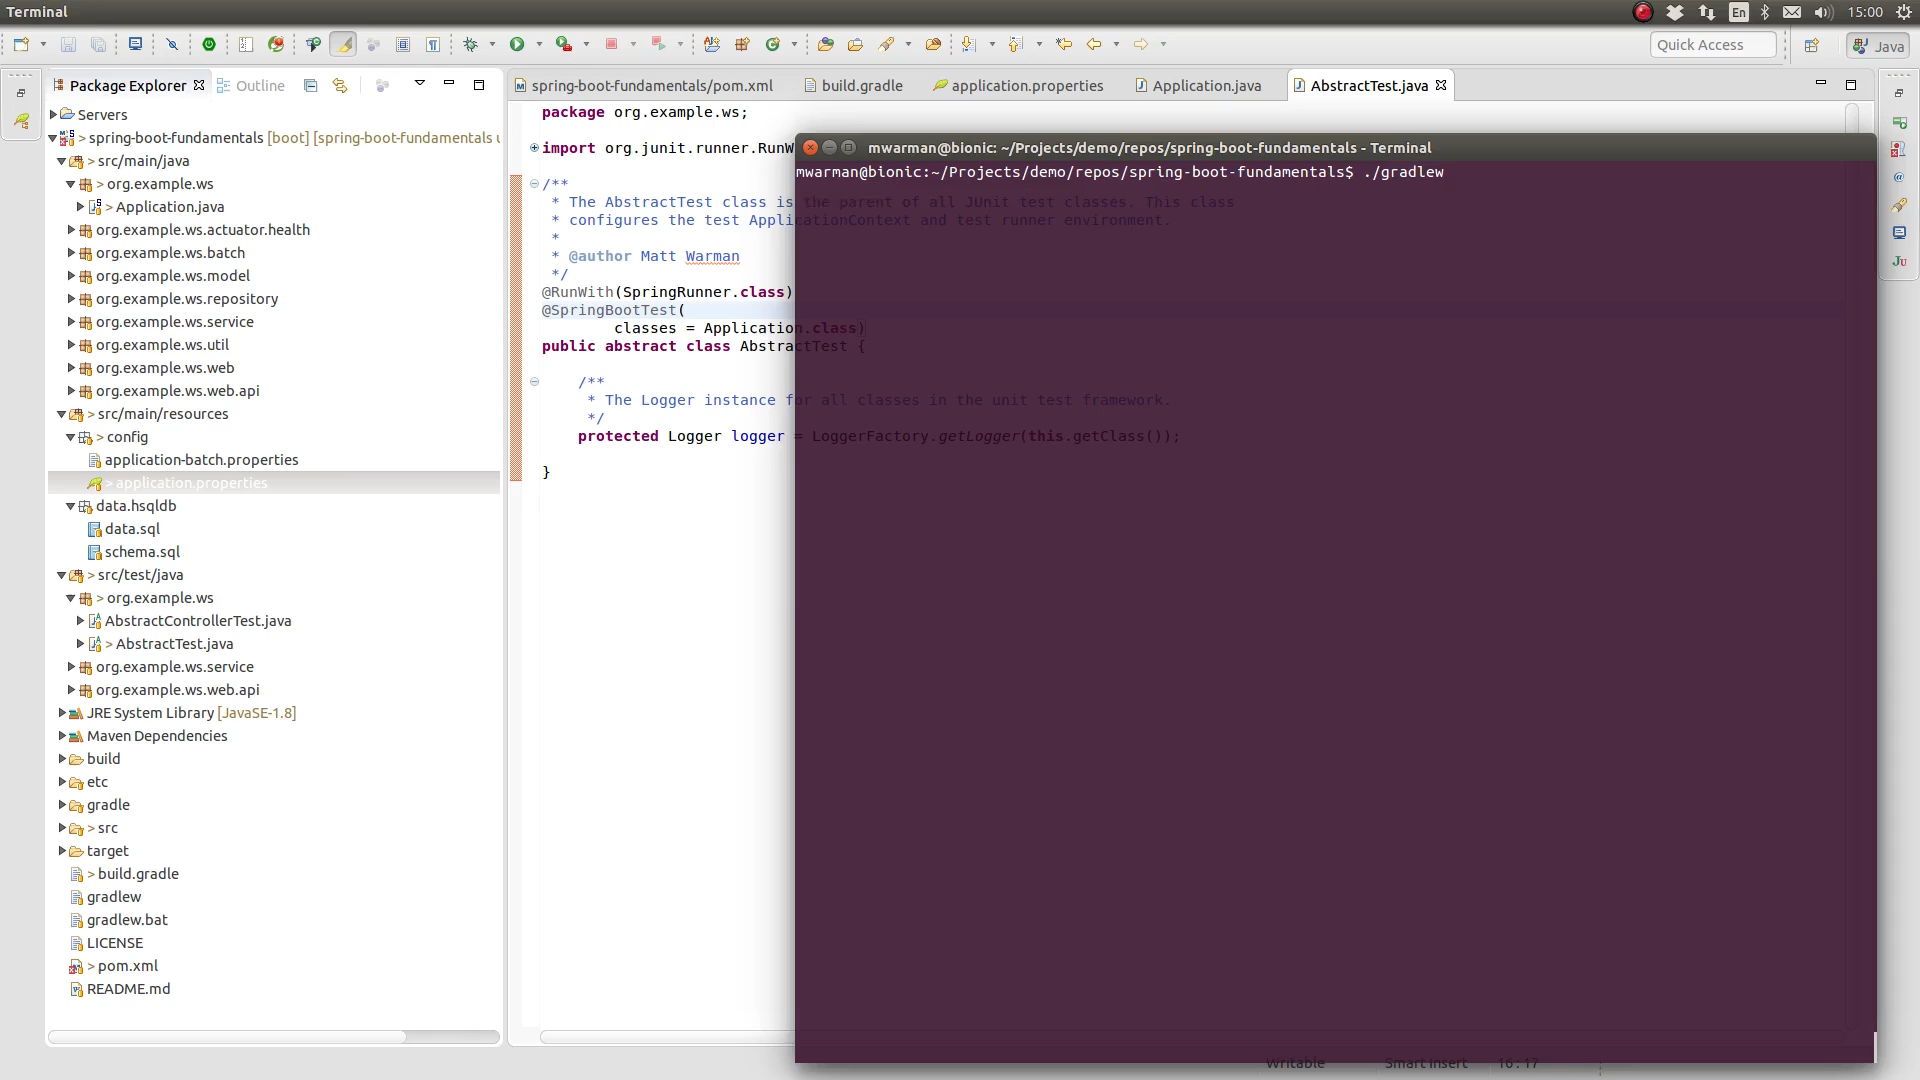 Terminal
En
15:00
Quick Access
Java
Package Explorer
Outline
spring-boot-fundamentals/pom.xml
build.gradle
application.properties
Application.java
AbstractTest.java
Servers
> spring-boot-fundamentals [boot] [spring-boot-fundamentals
> src/main/java
> org.example.ws
> Application.java
org.example.ws.actuator.health
org.example.ws.batch
org.example.ws.model
org.example.ws.repository
org.example.ws.service
org.example.ws.util
org.example.ws.web
org.example.ws.web.api
> src/main/resources
> config
application-batch.properties
> application.properties
data.hsqldb
data.sql
schema.sql
> src/test/java
> org.example.ws
AbstractControllerTest.java
> AbstractTest.java
org.example.ws.service
org.example.ws.web.api
JRE System Library [JavaSE-1.8]
Maven Dependencies
build
etc
gradle
> src
target
> build.gradle
gradlew
gradlew.bat
LICENSE
> pom.xml
README.md
package org.example.ws;
import org.junit.runner.RunW
/**
* The AbstractTest class is the parent of all JUnit test classes. This class
* configures the test ApplicationContext and test runner environment.
*
* @author Matt Warman
*/
@RunWith(SpringRunner.class)
@SpringBootTest(
classes = Application.class)
public abstract class AbstractTest {
/**
* The Logger instance for all classes in the unit test framework.
*/
protected Logger logger = LoggerFactory.getLogger(this.getClass());
}
mwarman@bionic: ~/Projects/demo/repos/spring-boot-fundamentals - Terminal
mwarman@bionic:~/Projects/demo/repos/spring-boot-fundamentals$ ./gradlew
Writable
Smart Insert
16 : 17
Ju